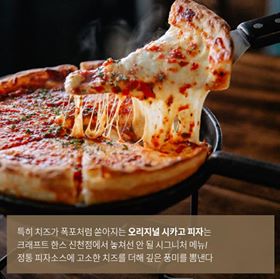 특히 치즈가 폭포처럼 쏟아지는 오리지널 시카고 피자는
크래프트 한스 신천점에서 놓쳐선 안 될 시그니처 메뉴!
정통 피자소스에 고소한 치즈를 더해 깊은 풍미를 뽐낸다